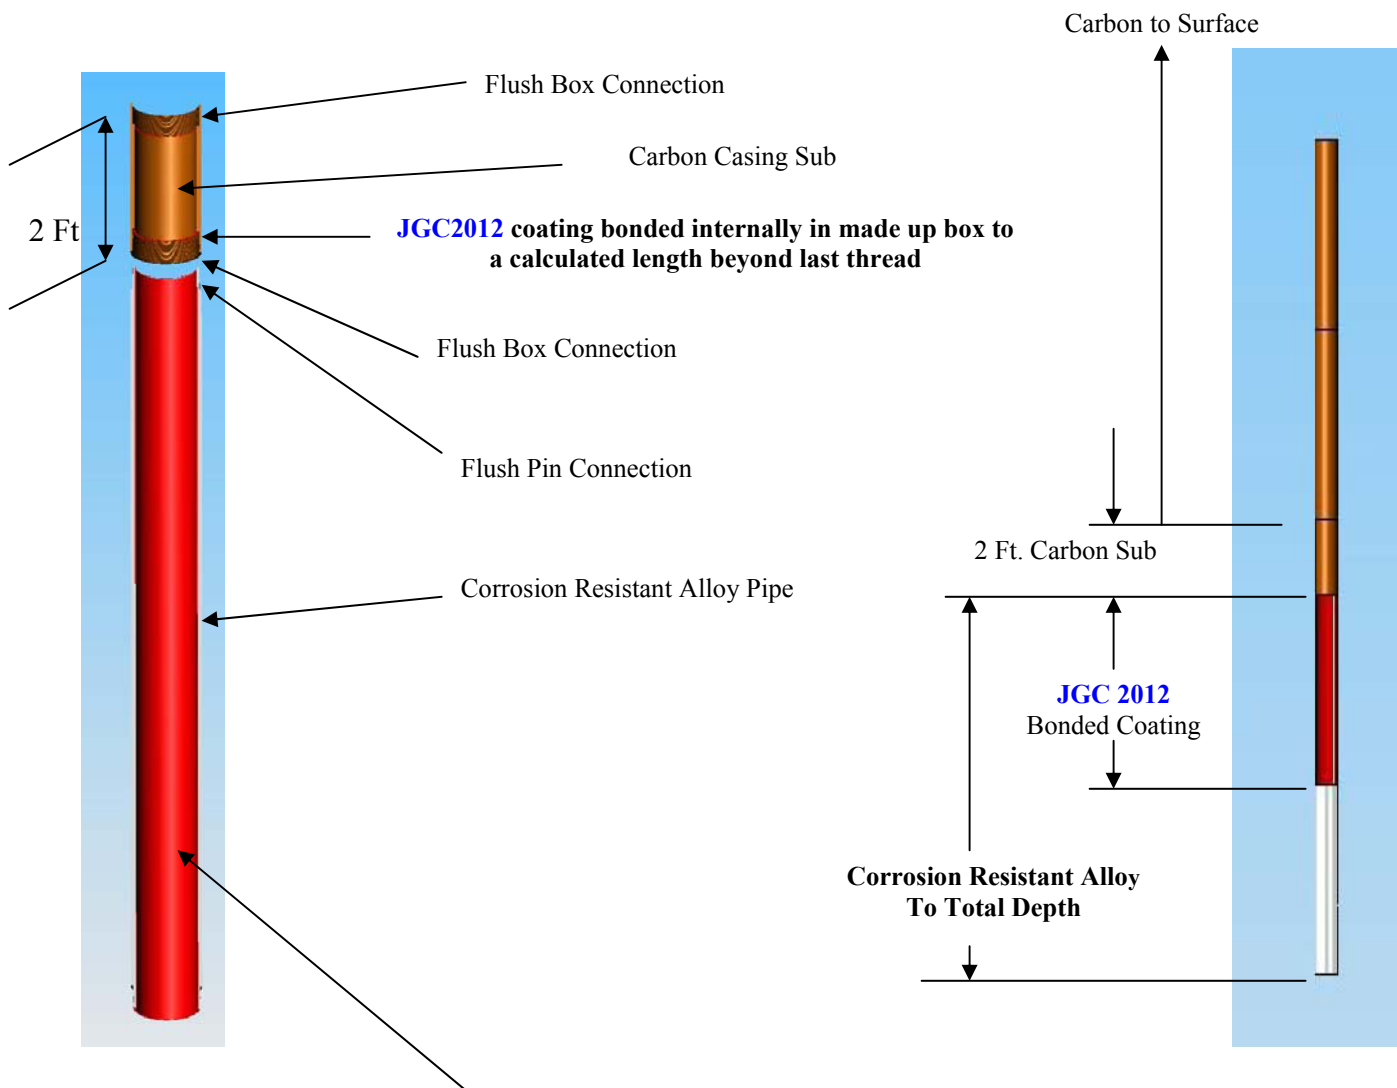 Carbon to Surface
Flush Box Connection
Carbon Casing Sub
2 Ft
JGC2012 coating bonded internally in made up box to
a calculated length beyond last thread
Flush Box Connection
Flush Pin Connection
2 Ft. Carbon Sub
Corrosion Resistant Alloy Pipe
JGC 2012
Bonded Coating
Corrosion Resistant Alloy
To Total Depth